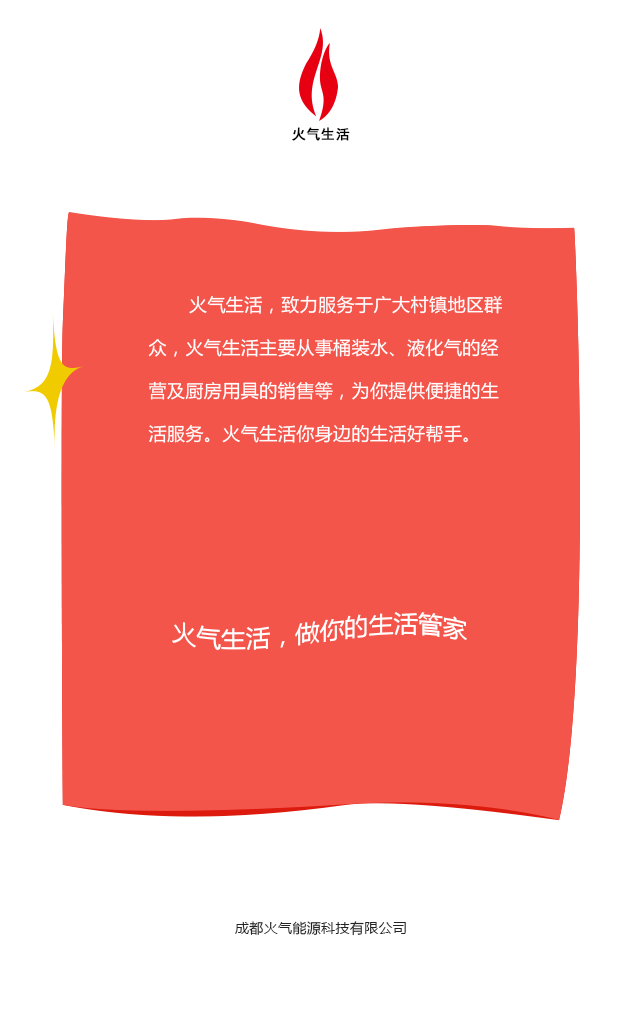 火气生活
火气生活，致力服务于广大村镇地区群
众，火气生活主要从事桶装水、液化气的经
营及厨房用具的销售等，为你提供便捷的生
活服务。火气生活你身边的生活好帮手。
火气生活，做你的生活管家
成都火气能源科技有限公司